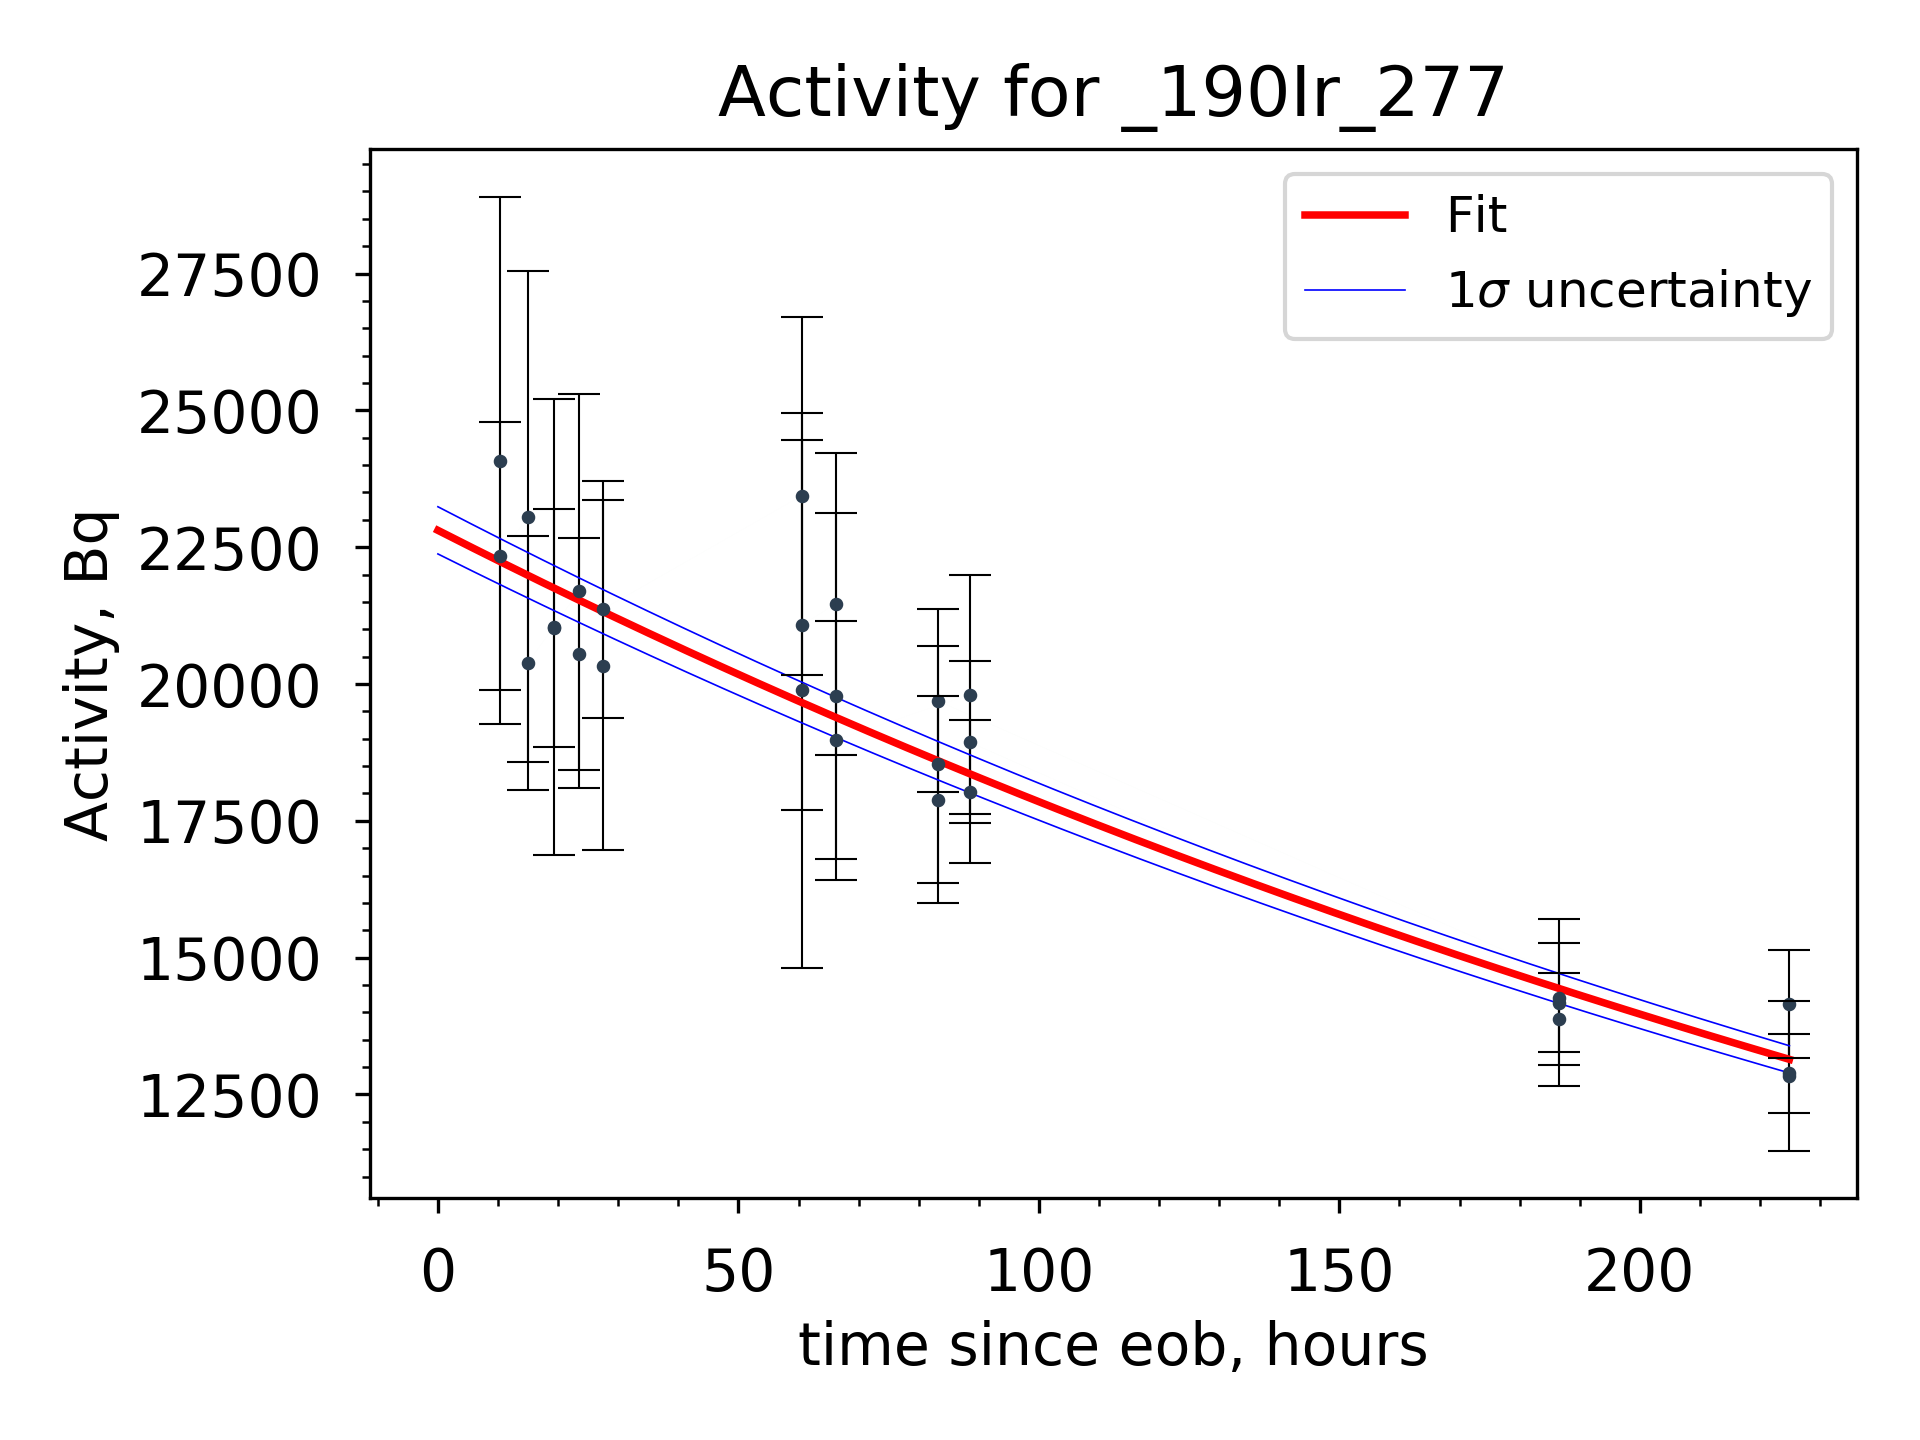 Activity for _190Ir_277
Fit
1σ uncertainty
Activity, Bq
27500
25000
22500
20000
17500
15000
12500
0 50 100 150 200
time since eob, hours